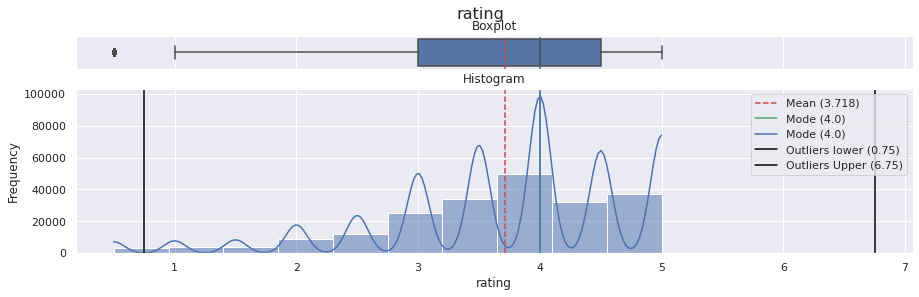 rating
Boxplot
Histogram
Frequency
100000
80000
60000
40000
20000
0
Mean (3.718)
Mode (4.0)
Mode (4.0)
Outliers lower (0.75)
Outliers Upper (6.75)
1 2 3 4 5 6 7
rating